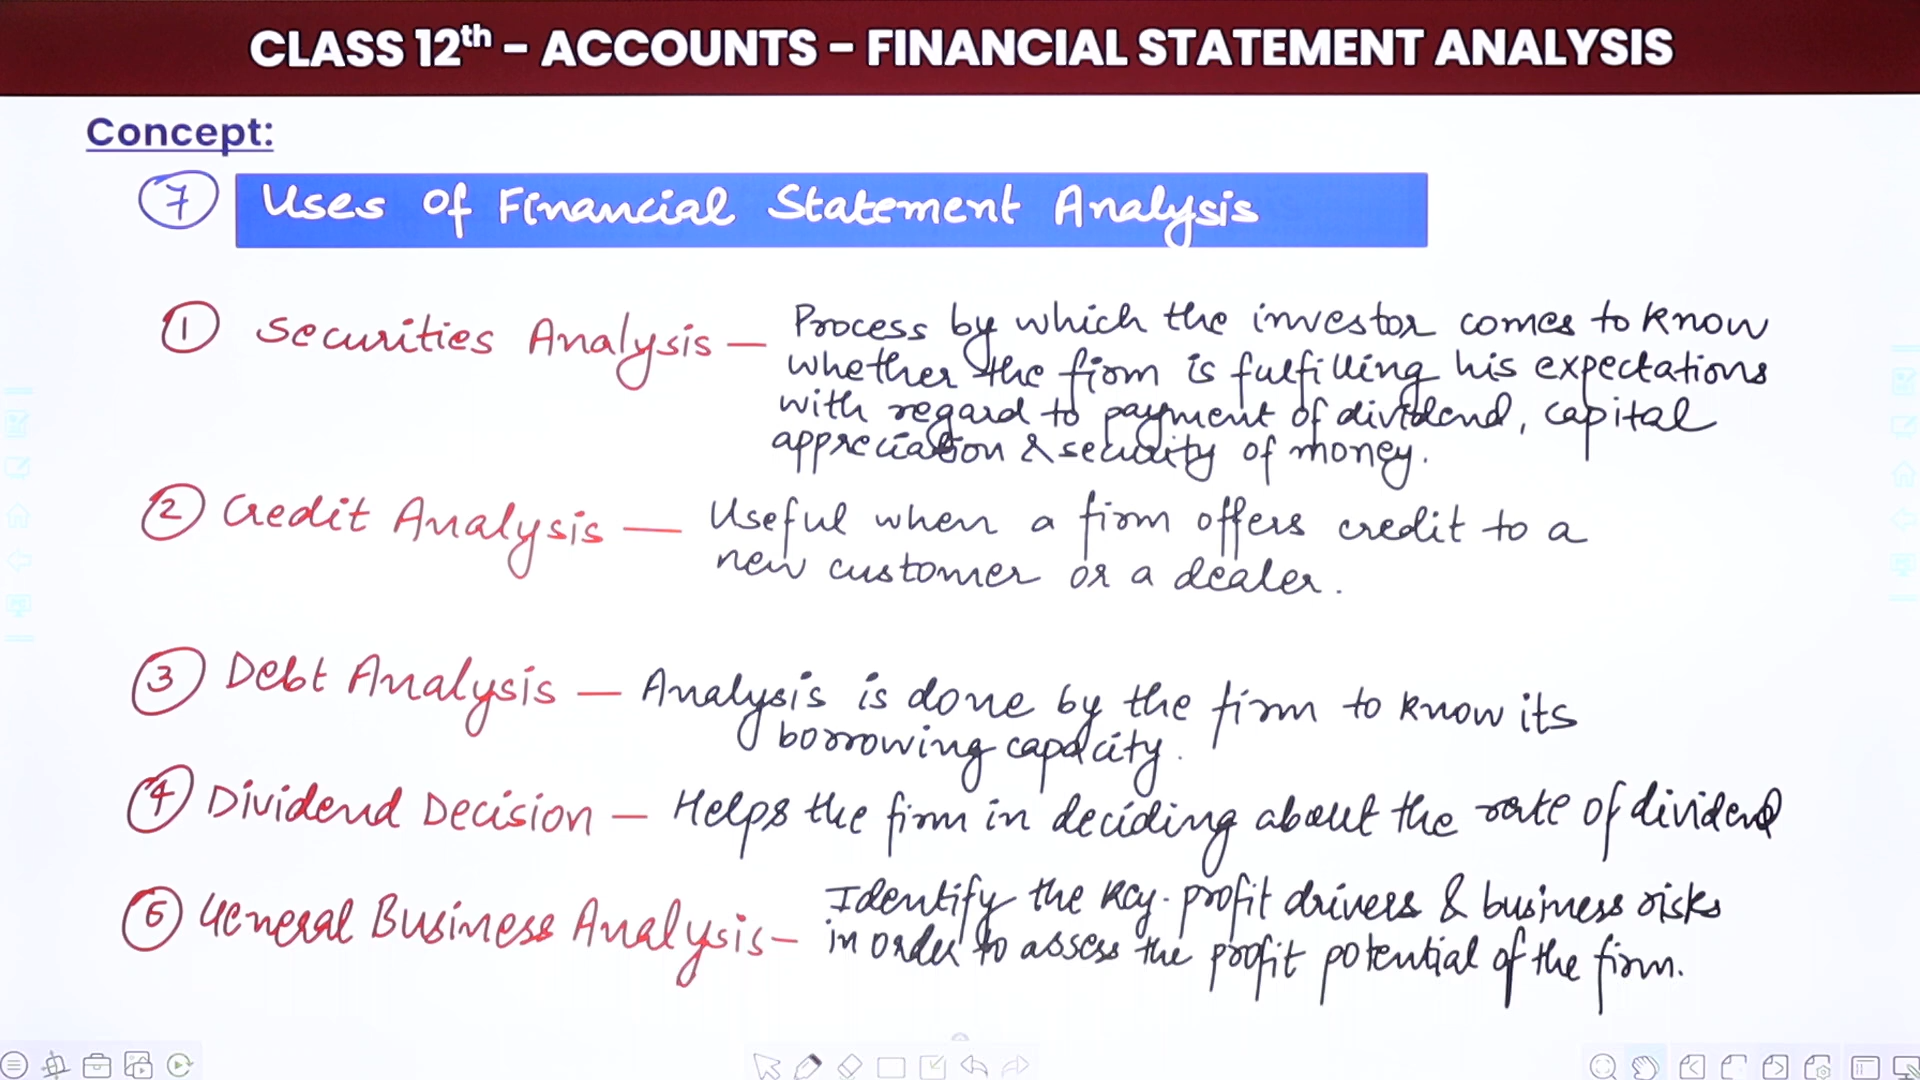 CLASS 12th – ACCOUNTS – FINANCIAL STATEMENT ANALYSIS
Concept:
7 Uses of Financial Statement Analysis
1 Securities Analysis — Process by which the investor comes to know
whether the firm is fulfilling his expectations
with regard to payment of dividend, capital
appreciation & security of money.
2 Credit Analysis — Useful when a firm offers credit to a
new customer or a dealer.
3 Debt Analysis — Analysis is done by the firm to know its
borrowing capacity.
4 Dividend Decision — Helps the firm in deciding about the rate of dividend
5 General Business Analysis — Identify the key profit drivers & business risks
in order to assess the profit potential of the firm.